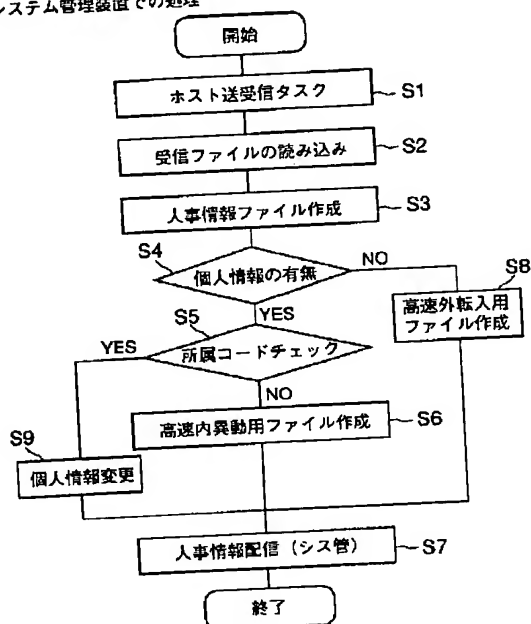 システム管理装置での処理
開始
ホスト送受信タスク
S1
受信ファイルの読み込み
S2
人事情報ファイル作成
S3
S4
個人情報の有無
NO
S8
高速外転入用
ファイル作成
YES
S5
所属コードチェック
YES
NO
高速内異動用ファイル作成
S6
S9
個人情報変更
人事情報配信（シス管）
S7
終了